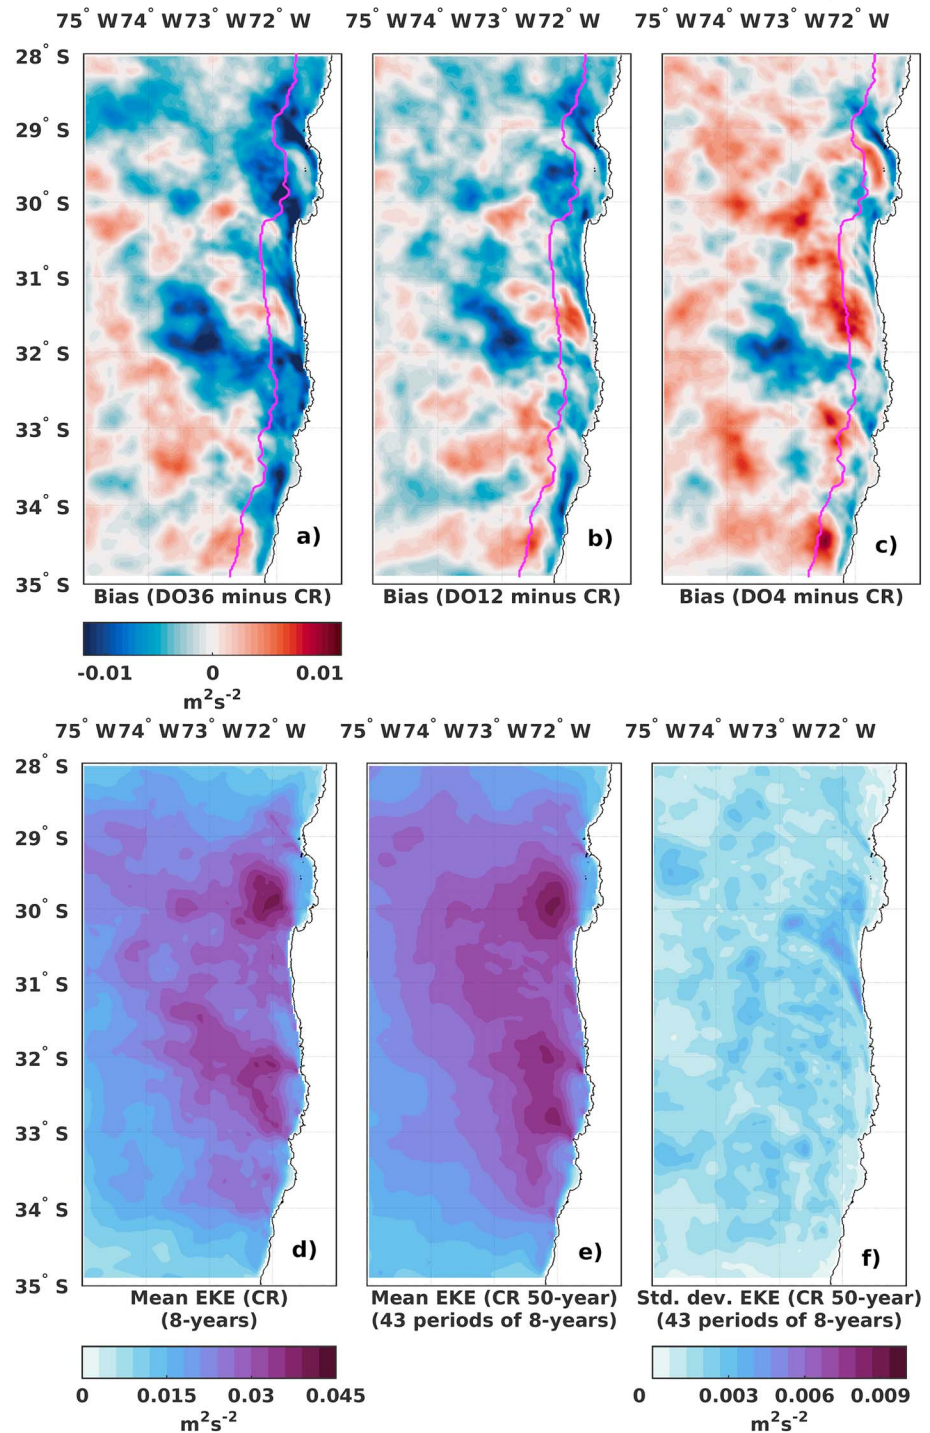 75° W74° W73° W72° W 75° W74° W73° W72° W 75° W74° W73° W72° W
28° S
29° S
30° S
31° S
32° S
33° S
34° S
35° S
a) b) c)
Bias (DO36 minus CR) Bias (DO12 minus CR) Bias (DO4 minus CR)
-0.01 0 0.01
m²s⁻²
75° W74° W73° W72° W 75° W74° W73° W72° W 75° W74° W73° W72° W
28° S
29° S
30° S
31° S
32° S
33° S
34° S
35° S
d) e) f)
Mean EKE (CR) Mean EKE (CR 50-year) Std. dev. EKE (CR 50-year)
(8-years) (43 periods of 8-years) (43 periods of 8-years)
0 0.015 0.03 0.045 0 0.003 0.006 0.009
m²s⁻² m²s⁻²